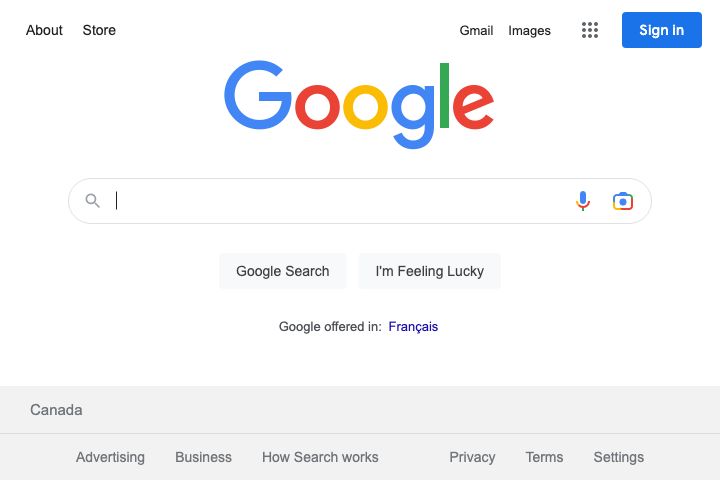 About Store Gmail Images Sign in
Google
Google Search I'm Feeling Lucky
Google offered in: Français
Canada
Advertising Business How Search works Privacy Terms Settings